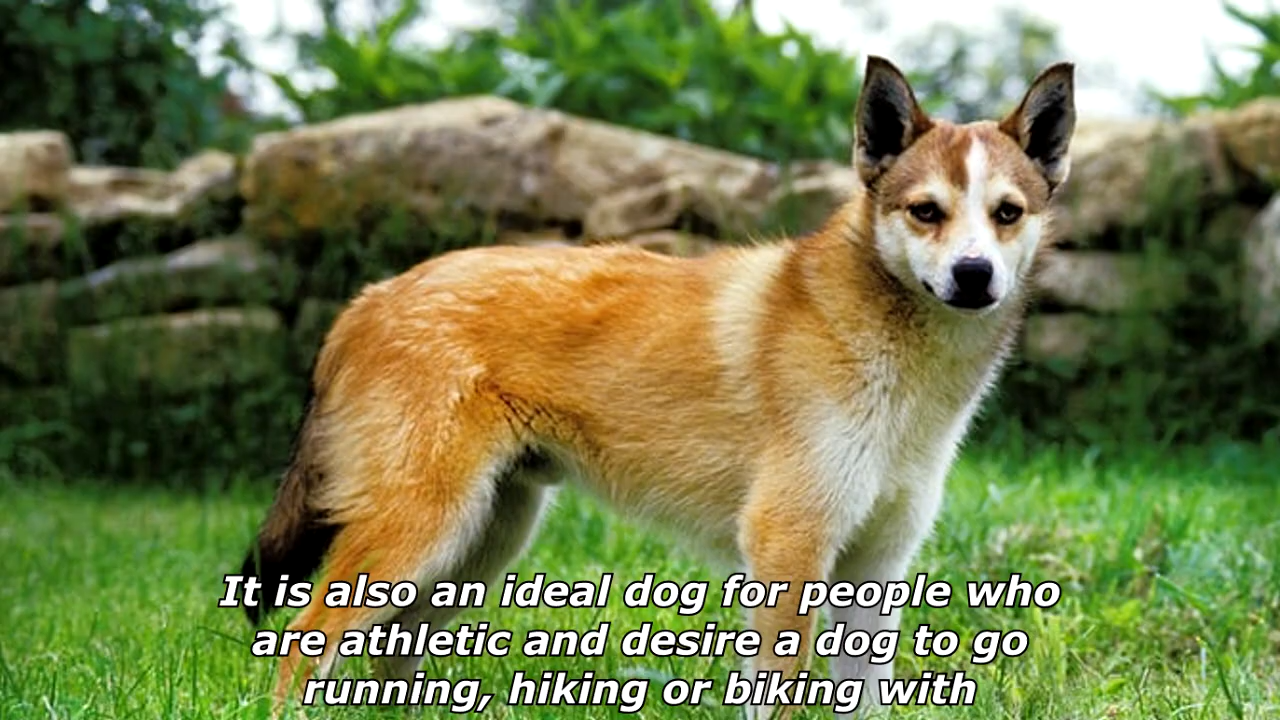 It is also an ideal dog for people who
are athletic and desire a dog to go
running, hiking or biking with